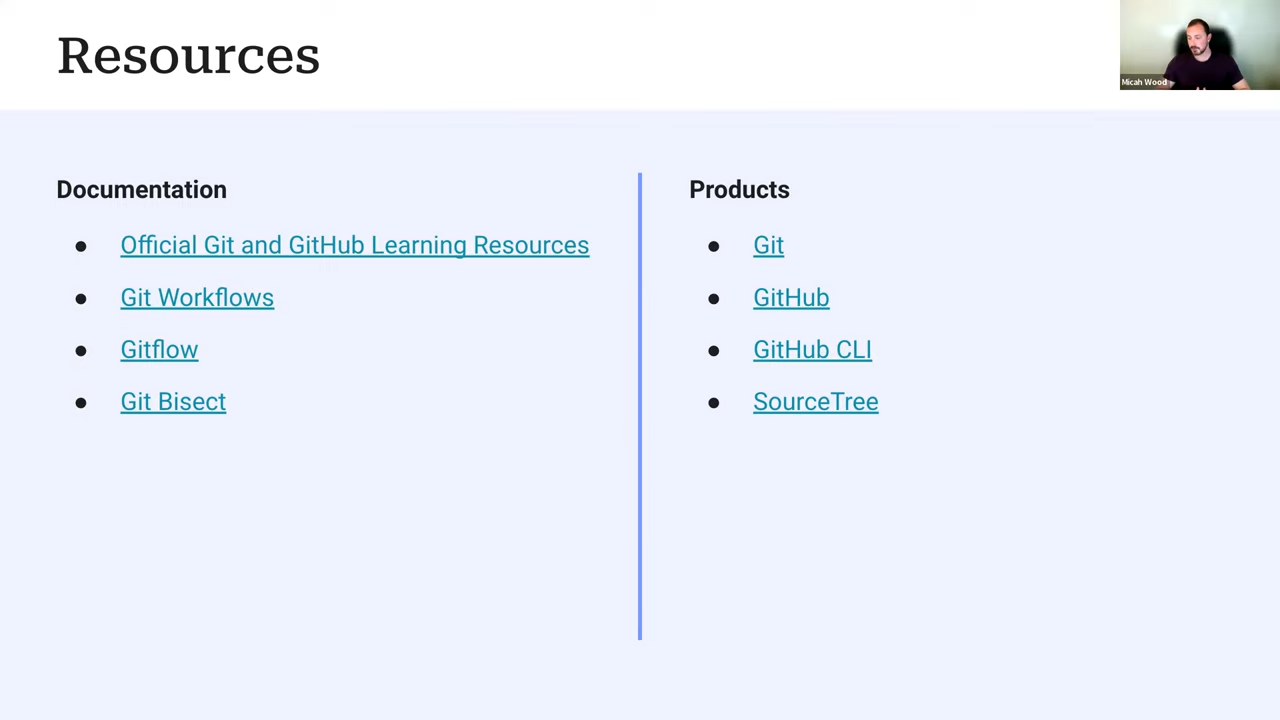 Resources
Micah Wood
Documentation
● Official Git and GitHub Learning Resources
● Git Workflows
● Gitflow
● Git Bisect
Products
● Git
● GitHub
● GitHub CLI
● SourceTree